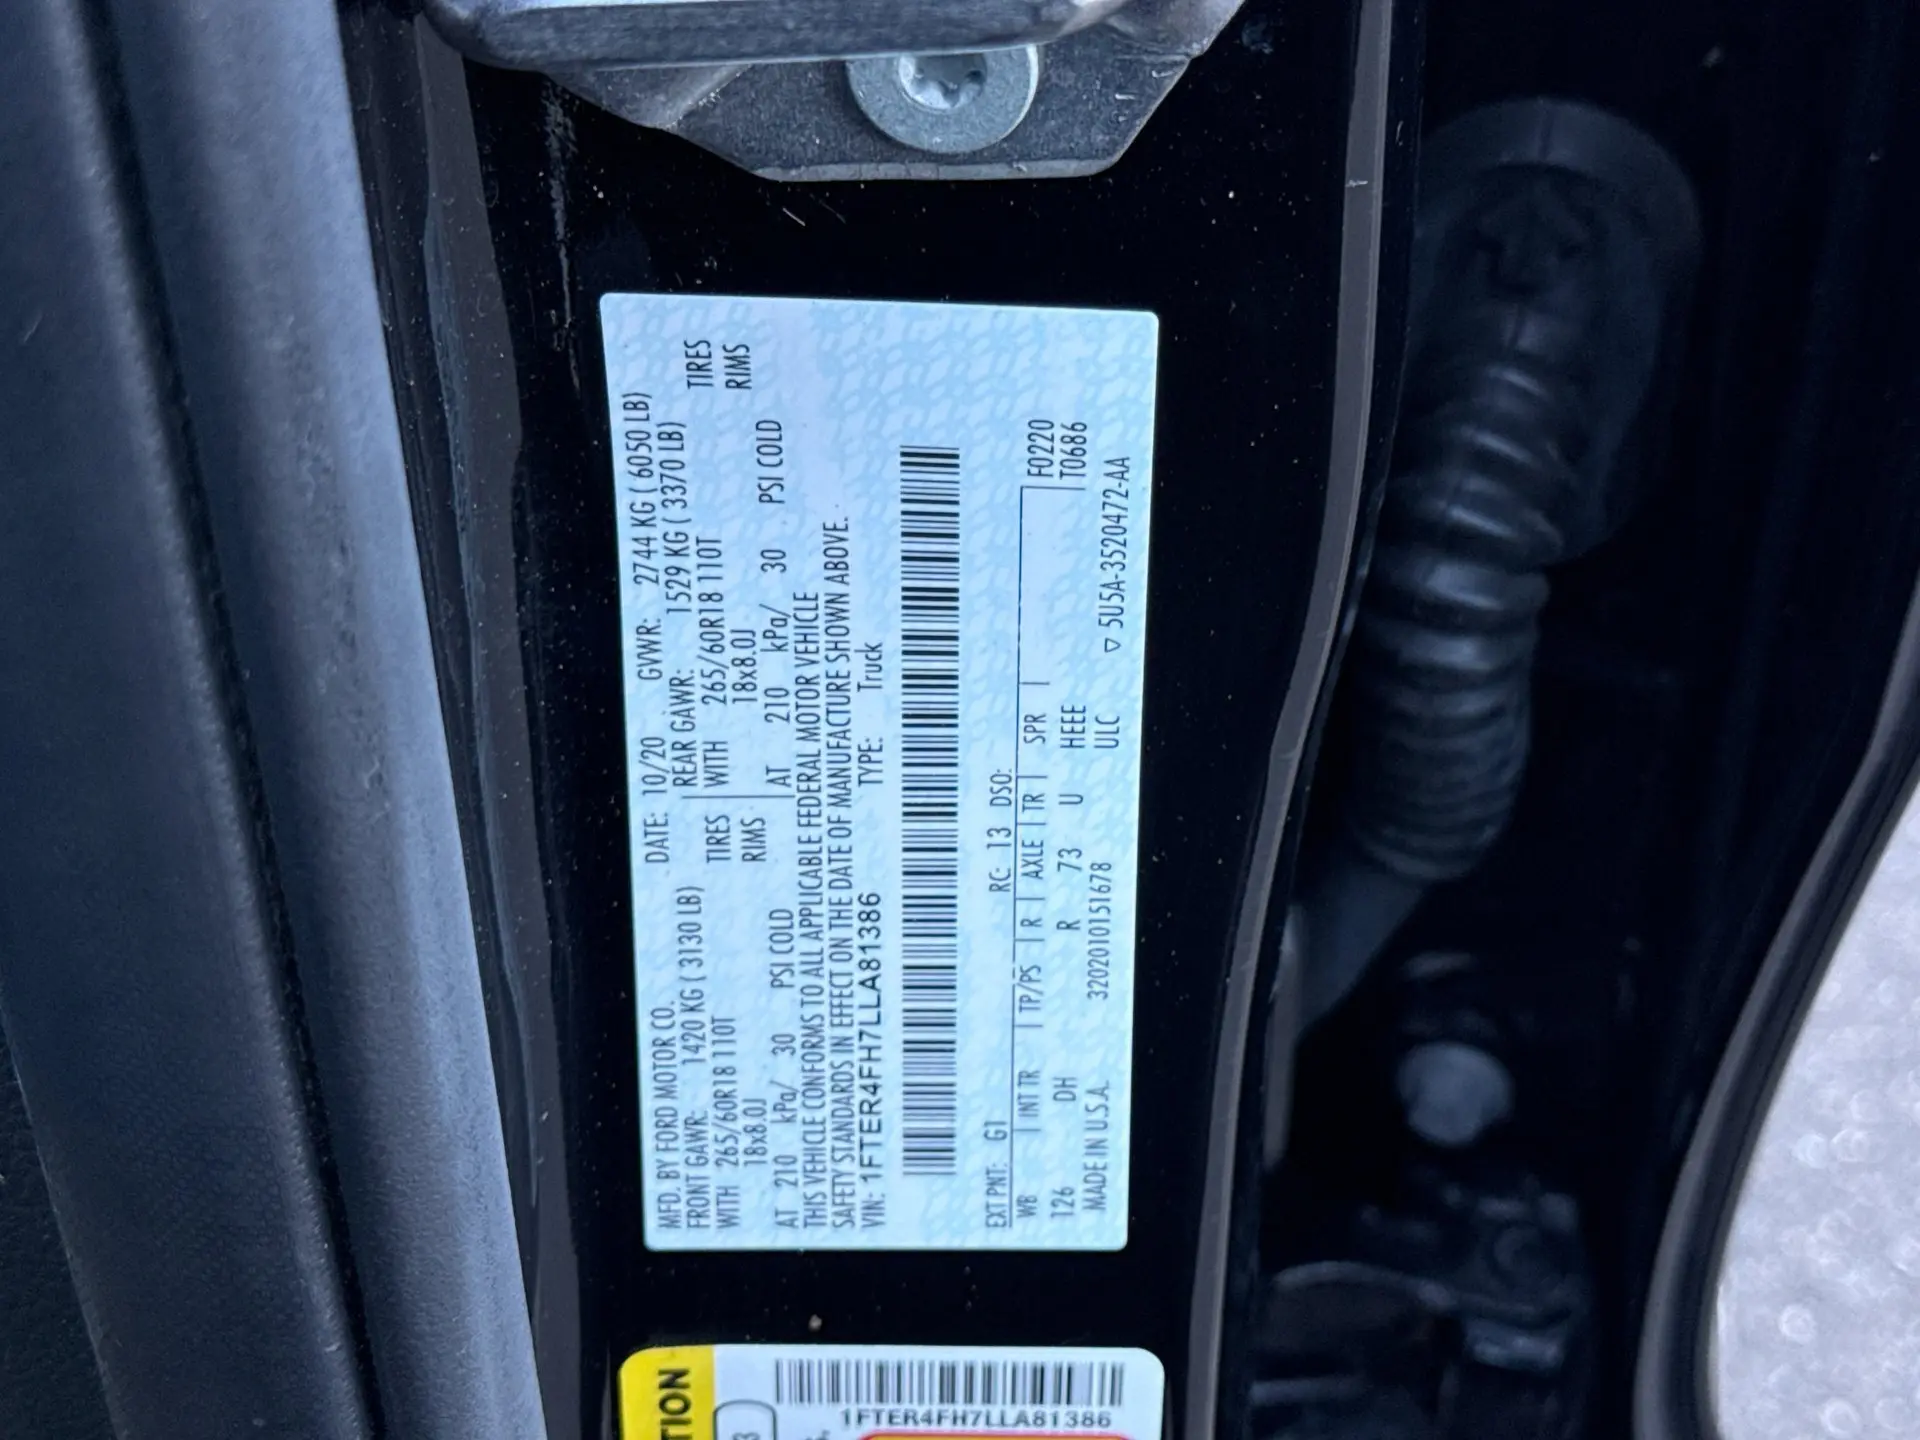 MFD. BY FORD MOTOR CO. DATE: 10/20 GVWR: 2744 KG ( 6050 LB)
FRONT GAWR: 1420 KG ( 3130 LB) REAR GAWR: 1529 KG ( 3370 LB)
WITH 265/60R18 110T TIRES WITH 265/60R18 110T TIRES
18x8.0J RIMS 18x8.0J RIMS
AT 210 kPa/ 30 PSI COLD AT 210 kPa/ 30 PSI COLD
THIS VEHICLE CONFORMS TO ALL APPLICABLE FEDERAL MOTOR VEHICLE
SAFETY STANDARDS IN EFFECT ON THE DATE OF MANUFACTURE SHOWN ABOVE.
VIN: 1FTER4FH7LLA81386 TYPE: Truck
EXT PNT: G1 RC: 13 DSO:
WB INT TR TP/PS R AXLE TR SPR F0220
126 DH R 73 U HEEE T0686
MADE IN U.S.A. 320201015167​8 ULC ▽ 5U5A-3520472-AA
1FTER4FH7LLA81386